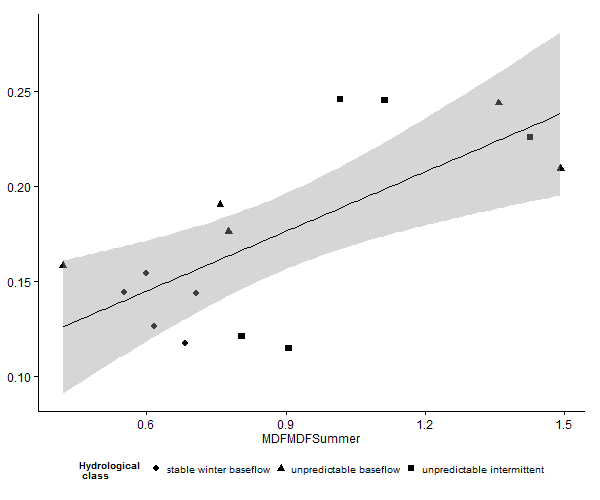 0.25
0.20
0.15
0.10
0.6 0.9 1.2 1.5
MDFMDFSummer
Hydrological
class
stable winter baseflow unpredictable baseflow unpredictable intermittent